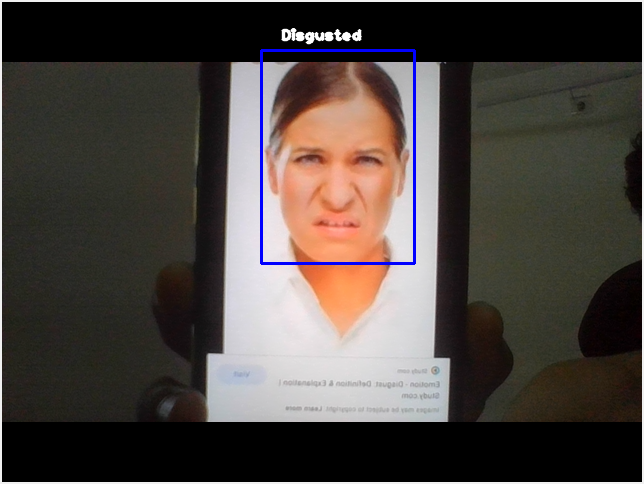 Disgusted
Study.com
Emotion - Disgust: Definition & Explanation |
Study.com
Visit
Images may be subject to copyright. Learn more